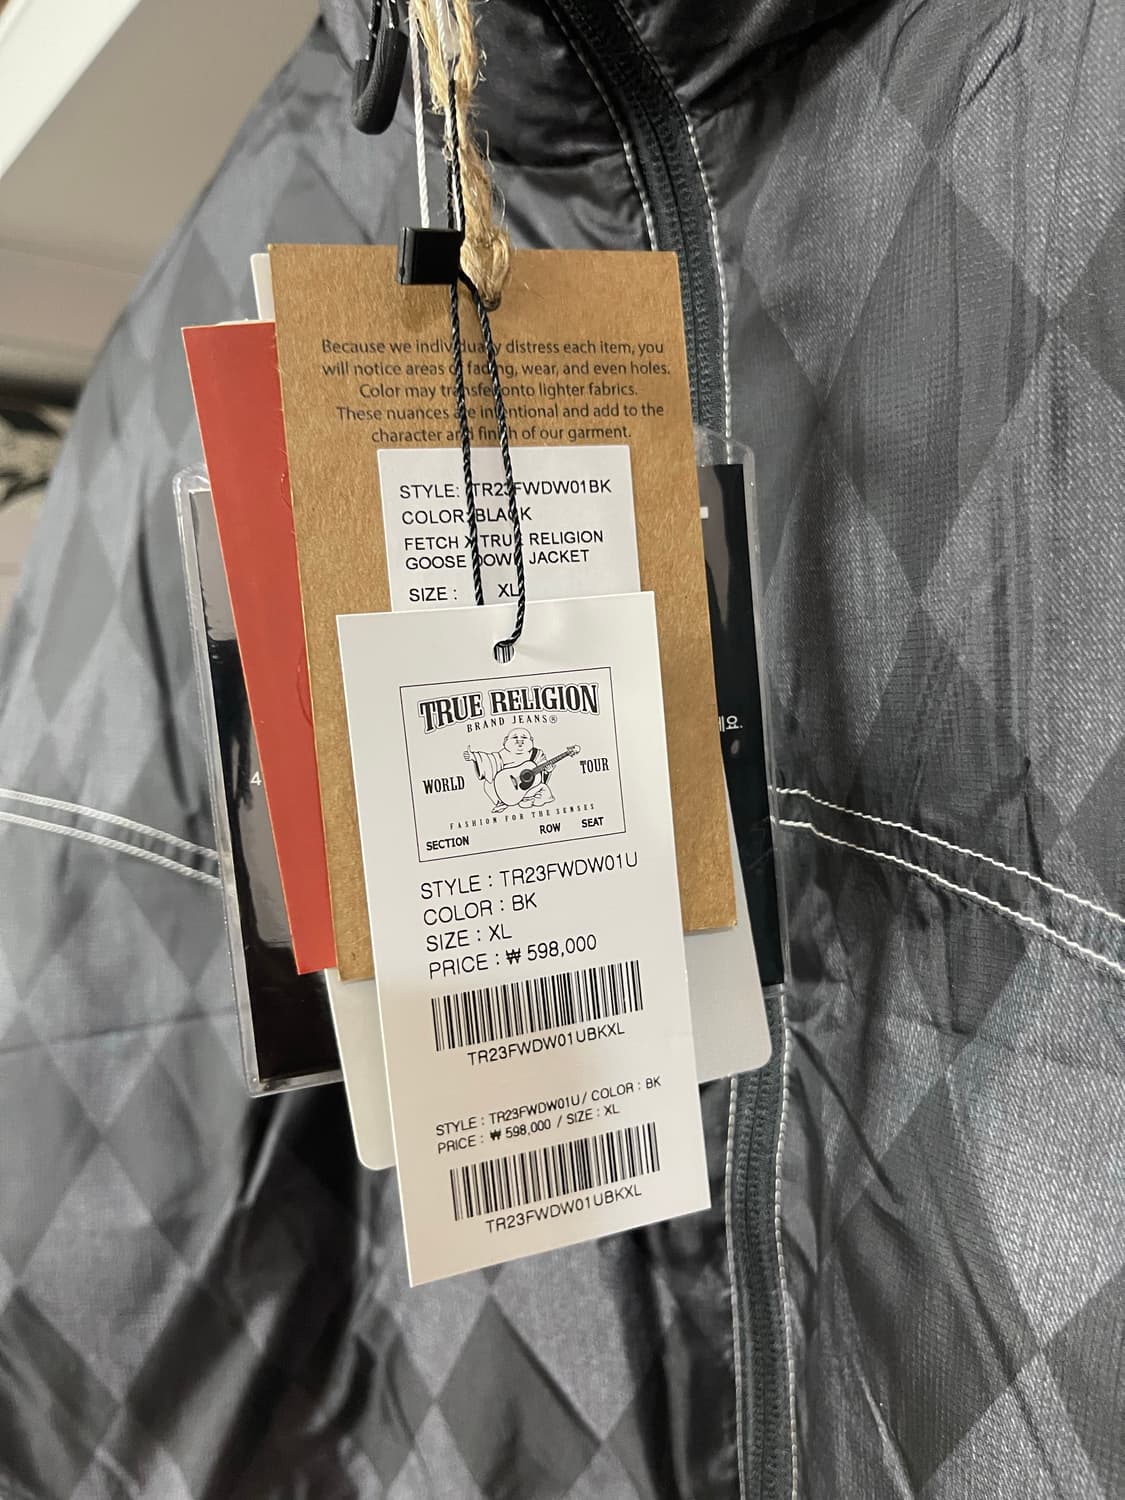 Because we individually distress each item, you
will notice areas of fading, wear, and even holes.
Color may transfer onto lighter fabrics.
These nuances are intentional and add to the
character and finish of our garment.
STYLE: TR23FWDW01BK
COLOR: BLACK
FETCH X TRUE RELIGION
GOOSE DOWN JACKET
SIZE : XL
TRUE RELIGION
BRAND JEANS®
WORLD TOUR
FASHION FOR THE SENSES
SECTION ROW SEAT
STYLE : TR23FWDW01U
COLOR : BK
SIZE : XL
PRICE : ₩ 598,000
TR23FWDW01UBKXL
STYLE : TR23FWDW01U/ COLOR : BK
PRICE : ₩ 598,000 / SIZE : XL
TR23FWDW01UBKXL
4